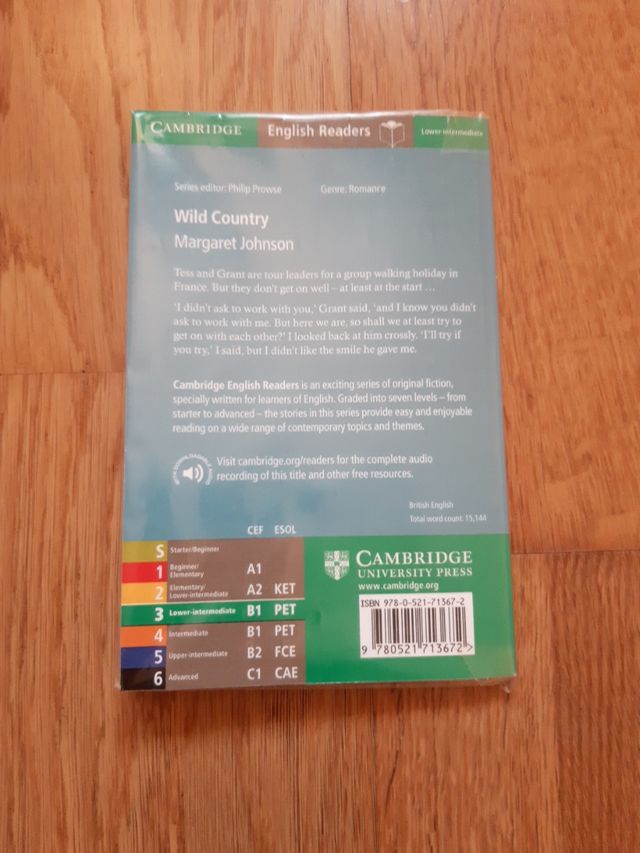 CAMBRIDGE English Readers Lower-intermediate
Series editor: Philip Prowse Genre: Romance
Wild Country
Margaret Johnson
Tess and Grant are tour leaders for a group walking holiday in
France. But they don't get on well – at least at the start …
'I didn't ask to work with you,' Grant said, 'and I know you didn't
ask to work with me. But here we are, so shall we at least try to
get on with each other?' I looked back at him crossly. 'I'll try if
you try,' I said, but I didn't like the smile he gave me.
Cambridge English Readers is an exciting series of original fiction,
specially written for learners of English. Graded into seven levels – from
starter to advanced – the stories in this series provide easy and enjoyable
reading on a wide range of contemporary topics and themes.
WITH DOWNLOADABLE AUDIO
Visit cambridge.org/readers for the complete audio
recording of this title and other free resources.
British English
Total word count: 15,144
CEF ESOL
S Starter/Beginner
1 Beginner/
Elementary A1
2 Elementary/
Lower-intermediate A2 KET
3 Lower-intermediate B1 PET
4 Intermediate B1 PET
5 Upper-intermediate B2 FCE
6 Advanced C1 CAE
CAMBRIDGE
UNIVERSITY PRESS
www.cambridge.org
ISBN 978-0-521-71367-2
9 780521 713672 >